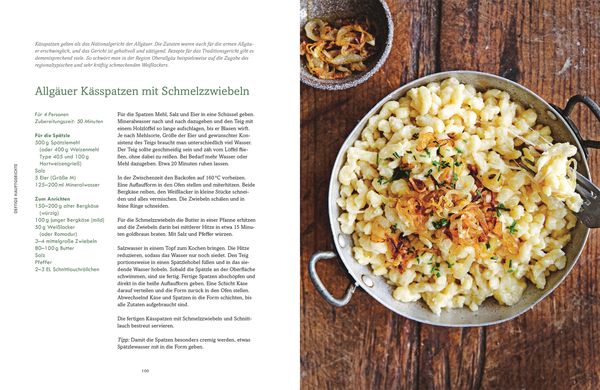 Kässpatzen gelten als das Nationalgericht der Allgäuer. Die Zutaten waren auch für die armen Allgäu-
er erschwinglich, und das Gericht ist gehaltvoll und sättigend. Rezepte für das Traditionsgericht gibt es
dementsprechend viele. So schwört man in der Region Oberallgäu beispielsweise auf die Zugabe des
regionaltypischen und sehr kräftig schmeckenden Weißlackers.
Allgäuer Kässpatzen mit Schmelzzwiebeln
Für 4 Personen
Zubereitungszeit: 50 Minuten
Für die Spätzle
500 g Spätzlemehl
(oder 400 g Weizenmehl
Type 405 und 100 g
Hartweizengrieß)
Salz
5 Eier (Größe M)
125–200 ml Mineralwasser
Zum Anrichten
150–200 g alter Bergkäse
(würzig)
100 g junger Bergkäse (mild)
50 g Weißlacker
(oder Romadur)
3–4 mittelgroße Zwiebeln
80–100 g Butter
Salz
Pfeffer
2–3 EL Schnittlauchröllchen
DEFTIGE HAUPTGERICHTE
Für die Spatzen Mehl, Salz und Eier in eine Schüssel geben.
Mineralwasser nach und nach dazugeben und den Teig mit
einem Holzlöffel so lange aufschlagen, bis er Blasen wirft.
Je nach Mehlsorte, Größe der Eier und gewünschter Kon-
sistenz des Teigs braucht man unterschiedlich viel Wasser.
Der Teig sollte geschmeidig sein und zäh vom Löffel flie-
ßen, ohne dabei zu reißen. Bei Bedarf mehr Wasser oder
Mehl dazugeben. Etwa 20 Minuten ruhen lassen.
In der Zwischenzeit den Backofen auf 160 °C vorheizen.
Eine Auflaufform in den Ofen stellen und miterhitzen. Beide
Bergkäse reiben, den Weißlacker in kleine Stücke schnei-
den und alles vermischen. Die Zwiebeln schälen und in
feine Ringe schneiden.
Für die Schmelzzwiebeln die Butter in einer Pfanne erhitzen
und die Zwiebeln darin bei mittlerer Hitze in etwa 15 Minu-
ten goldbraun braten. Mit Salz und Pfeffer würzen.
Salzwasser in einem Topf zum Kochen bringen. Die Hitze
reduzieren, sodass das Wasser nur noch siedet. Den Teig
portionsweise in einen Spätzlehobel füllen und in das sie-
dende Wasser hobeln. Sobald die Spätzle an der Oberfläche
schwimmen, sind sie fertig. Fertige Spatzen abschöpfen und
direkt in die heiße Auflaufform geben. Eine Schicht Käse
darauf verteilen und die Form zurück in den Ofen stellen.
Abwechselnd Käse und Spatzen in die Form schichten, bis
alle Zutaten aufgebraucht sind.
Die fertigen Kässpatzen mit Schmelzzwiebeln und Schnitt-
lauch bestreut servieren.
Tipp: Damit die Spatzen besonders cremig werden, etwas
Spätzlewasser mit in die Form geben.
100